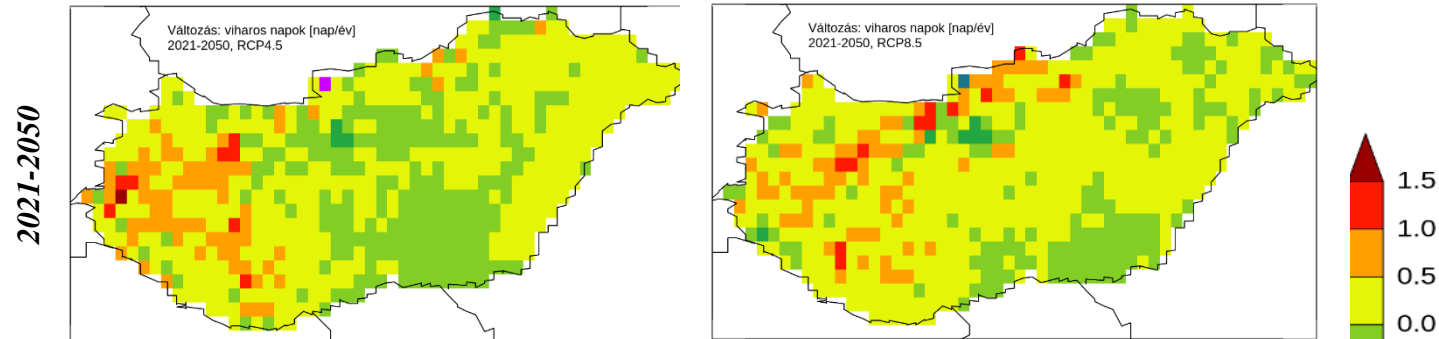 2021-2050
Változás: viharos napok [nap/év]
2021-2050, RCP4.5
Változás: viharos napok [nap/év]
2021-2050, RCP8.5
1.5
1.0
0.5
0.0